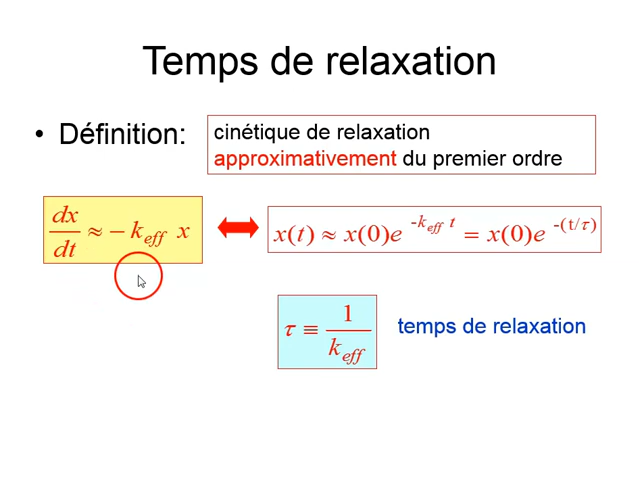 Temps de relaxation
• Définition:
cinétique de relaxation
approximativement du premier ordre
dx/dt ≈ − k_eff x
x(t) ≈ x(0)e^{-k_eff t} = x(0)e^{-(t/τ)}
τ ≡ 1/k_eff
temps de relaxation